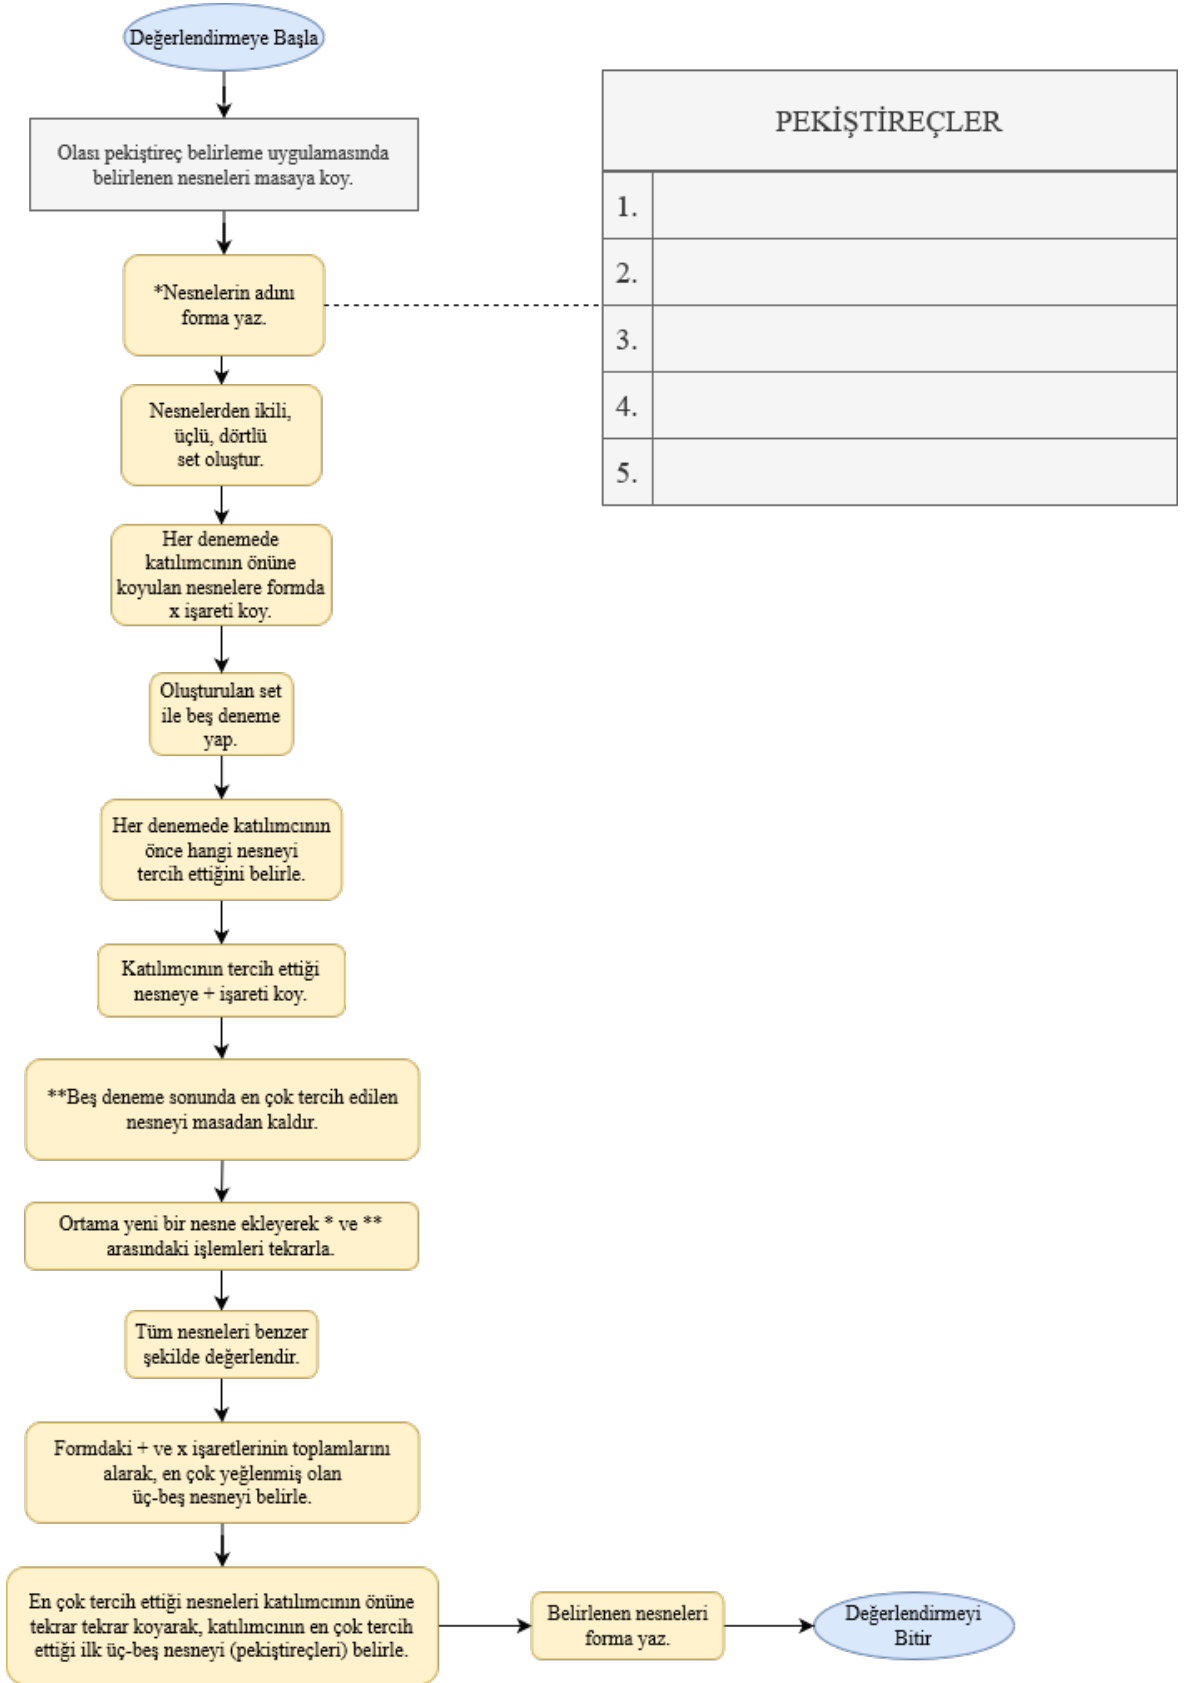 Değerlendirmeye Başla
Olası pekiştireç belirleme uygulamasında
belirlenen nesneleri masaya koy.
*Nesnelerin adını
forma yaz.
PEKİŞTİREÇLER
1.
2.
3.
4.
5.
Nesnelerden ikili,
üçlü, dörtlü
set oluştur.
Her denemede
katılımcının önüne
koyulan nesnelere formda
x işareti koy.
Oluşturulan set
ile beş deneme
yap.
Her denemede katılımcının
önce hangi nesneyi
tercih ettiğini belirle.
Katılımcının tercih ettiği
nesneye + işareti koy.
**Beş deneme sonunda en çok tercih edilen
nesneyi masadan kaldır.
Ortama yeni bir nesne ekleyerek * ve **
arasındaki işlemleri tekrarla.
Tüm nesneleri benzer
şekilde değerlendir.
Formdaki + ve x işaretlerinin toplamlarını
alarak, en çok yeğlenmiş olan
üç-beş nesneyi belirle.
En çok tercih ettiği nesneleri katılımcının önüne
tekrar tekrar koyarak, katılımcının en çok tercih
ettiği ilk üç-beş nesneyi (pekiştireçleri) belirle.
Belirlenen nesneleri
forma yaz.
Değerlendirmeyi
Bitir